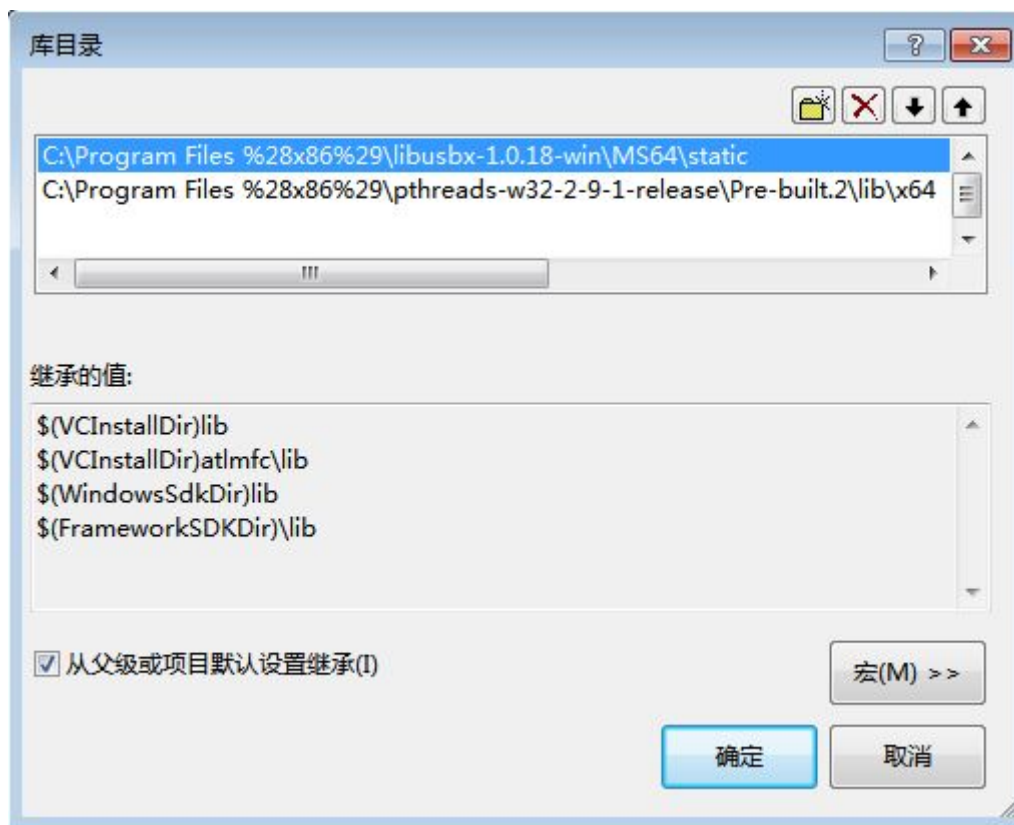 库目录
C:\Program Files %28x86%29\libusbx-1.0.18-win\MS64\static
C:\Program Files %28x86%29\pthreads-w32-2-9-1-release\Pre-built.2\lib\x64
继承的值:
$(VCInstallDir)lib
$(VCInstallDir)atlmfc\lib
$(WindowsSdkDir)lib
$(FrameworkSDKDir)\lib
从父级或项目默认设置继承(I)
宏(M) >>
确定
取消